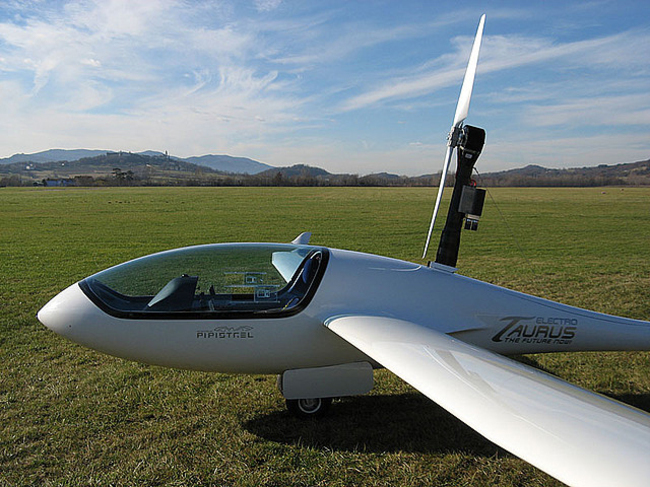 PIPISTREL
ELECTRO
TAURUS
THE FUTURE NOW!